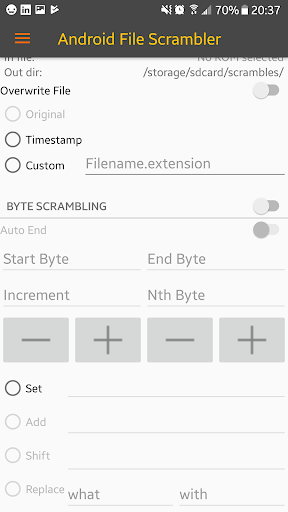 70% 20:37
Android File Scrambler
In file: No ROM selected
Out dir: /storage/sdcard/scrambles/
Overwrite File
Original
Timestamp
Custom Filename.extension
BYTE SCRAMBLING
Auto End
Start Byte End Byte
Increment Nth Byte
— + — +
Set
Add
Shift
Replace what with